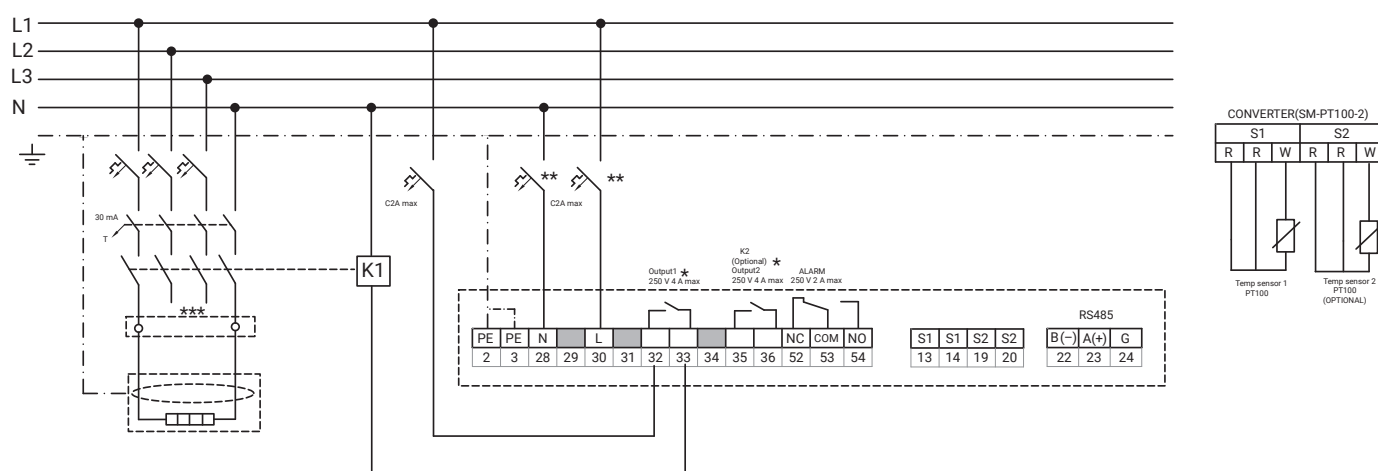 L1
L2
L3
N
CONVERTER(SM-PT100-2)
S1 S2
R R W R R W
30 mA
T
C2A max
**
C2A max
**
K1
***
Output1 *
250 V 4 A max
K2
(Optional) *
Output2
250 V 4 A max
ALARM
250 V 2 A max
RS485
PE PE N L NC COM NO
2 3 28 29 30 31 32 33 34 35 36 52 53 54
S1 S1 S2 S2
13 14 19 20
B(−) A(+) G
22 23 24
Temp sensor 1
PT100
Temp sensor 2
PT100
(OPTIONAL)